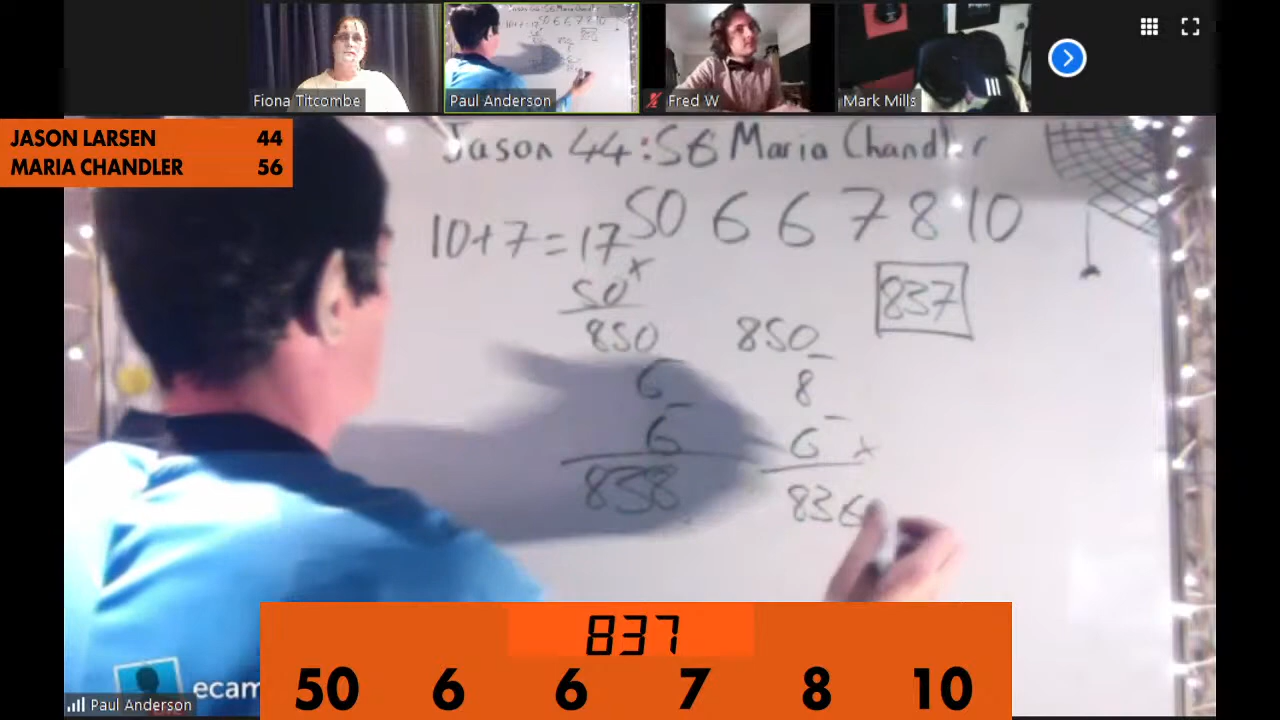 Fiona Titcombe
Paul Anderson
Fred W
Mark Mills
JASON LARSEN 44
MARIA CHANDLER 56
Jason 44:56 Maria Chandler
50 6 6 7 8 10
10+7=17
x
50
850
6
6
838
850
8
6 x
836
837
837
50 6 6 7 8 10
ecam
Paul Anderson